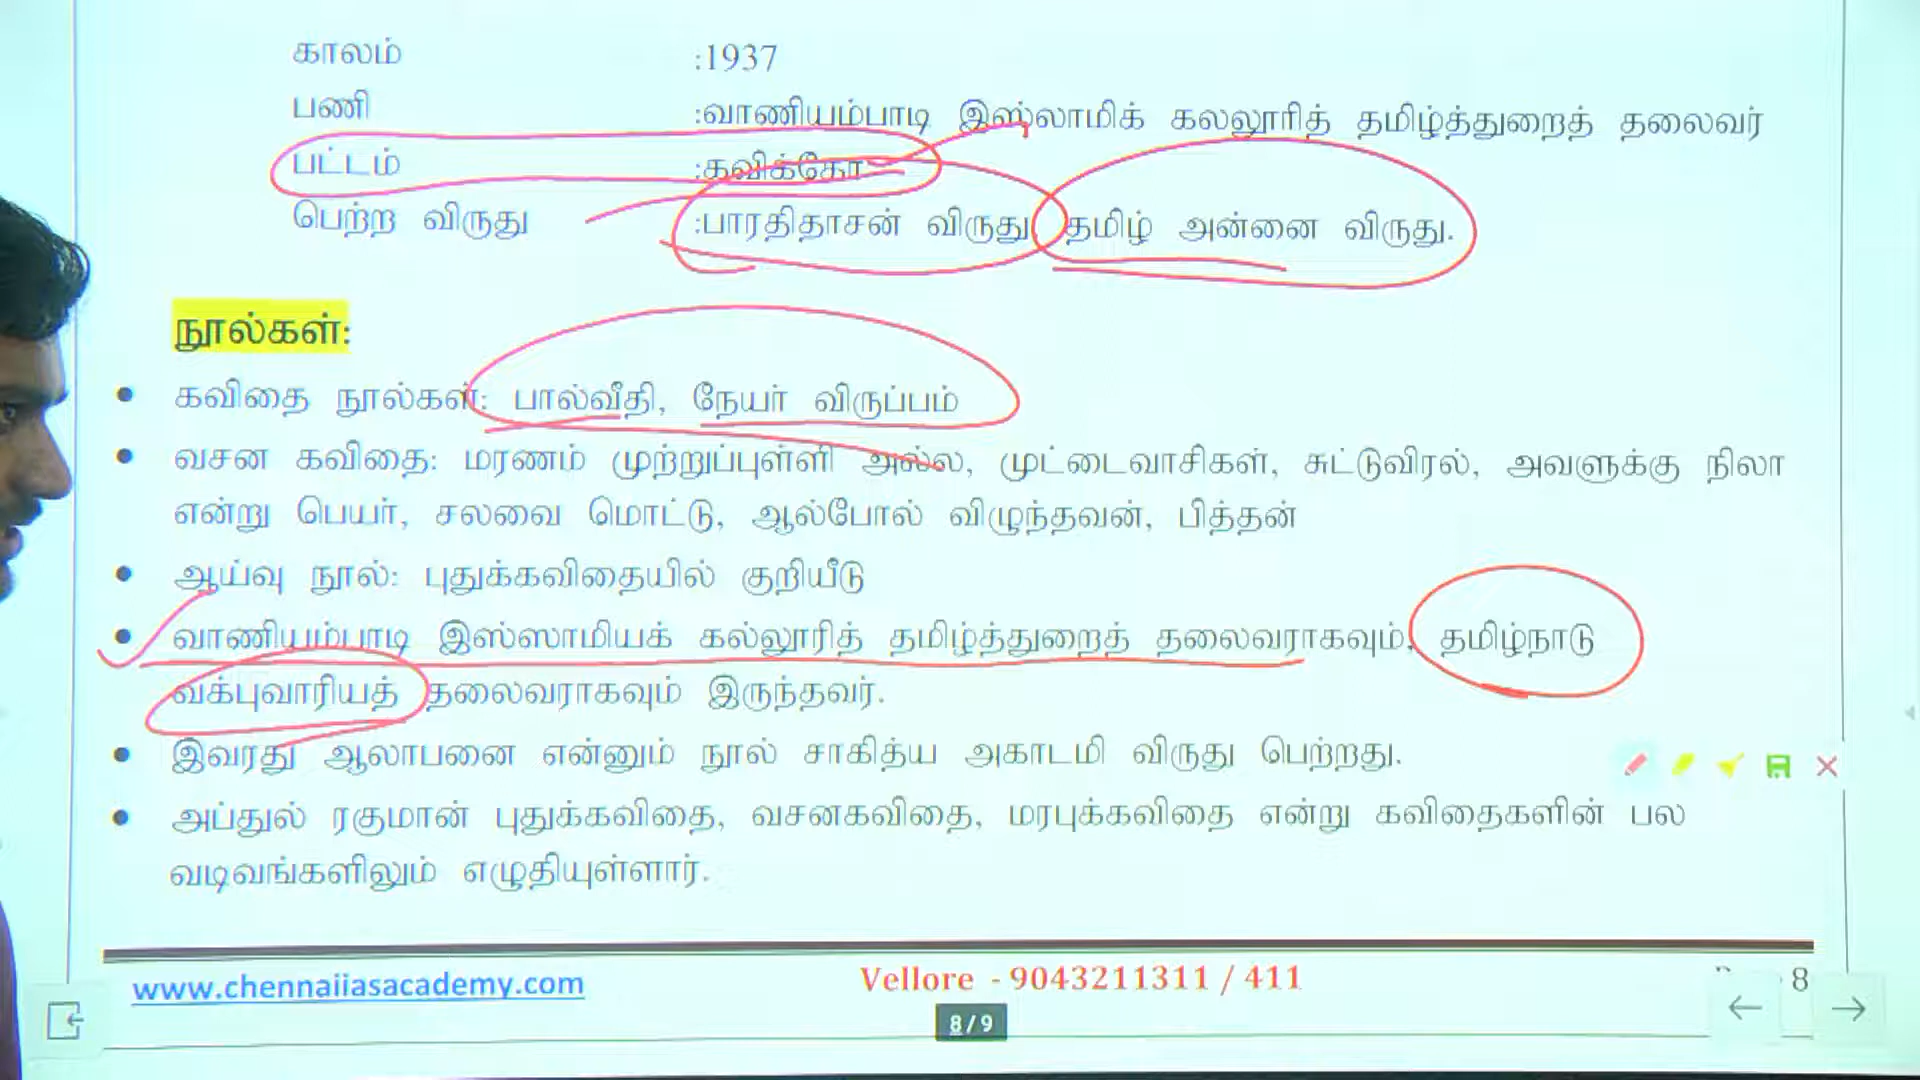 காலம் :1937
பணி :வாணியம்பாடி இஸ்லாமிக் கலலூரித் தமிழ்த்துறைத் தலைவர்
பட்டம் :கவிக்கோ
பெற்ற விருது :பாரதிதாசன் விருது தமிழ் அன்னை விருது.
நூல்கள்:
• கவிதை நூல்கள்: பால்வீதி, நேயர் விருப்பம்
• வசன கவிதை: மரணம் முற்றுப்புள்ளி அல்ல, முட்டைவாசிகள், சுட்டுவிரல், அவளுக்கு நிலா
என்று பெயர், சலவை மொட்டு, ஆல்போல் விழுந்தவன், பித்தன்
• ஆய்வு நூல்: புதுக்கவிதையில் குறியீடு
• வாணியம்பாடி இஸ்ஸாமியக் கல்லூரித் தமிழ்த்துறைத் தலைவராகவும், தமிழ்நாடு
வக்புவாரியத் தலைவராகவும் இருந்தவர்.
• இவரது ஆலாபனை என்னும் நூல் சாகித்ய அகாடமி விருது பெற்றது.
• அப்துல் ரகுமான் புதுக்கவிதை, வசனகவிதை, மரபுக்கவிதை என்று கவிதைகளின் பல
வடிவங்களிலும் எழுதியுள்ளார்.
www.chennaiiasacademy.com Vellore - 9043211311 / 411 8
8/9